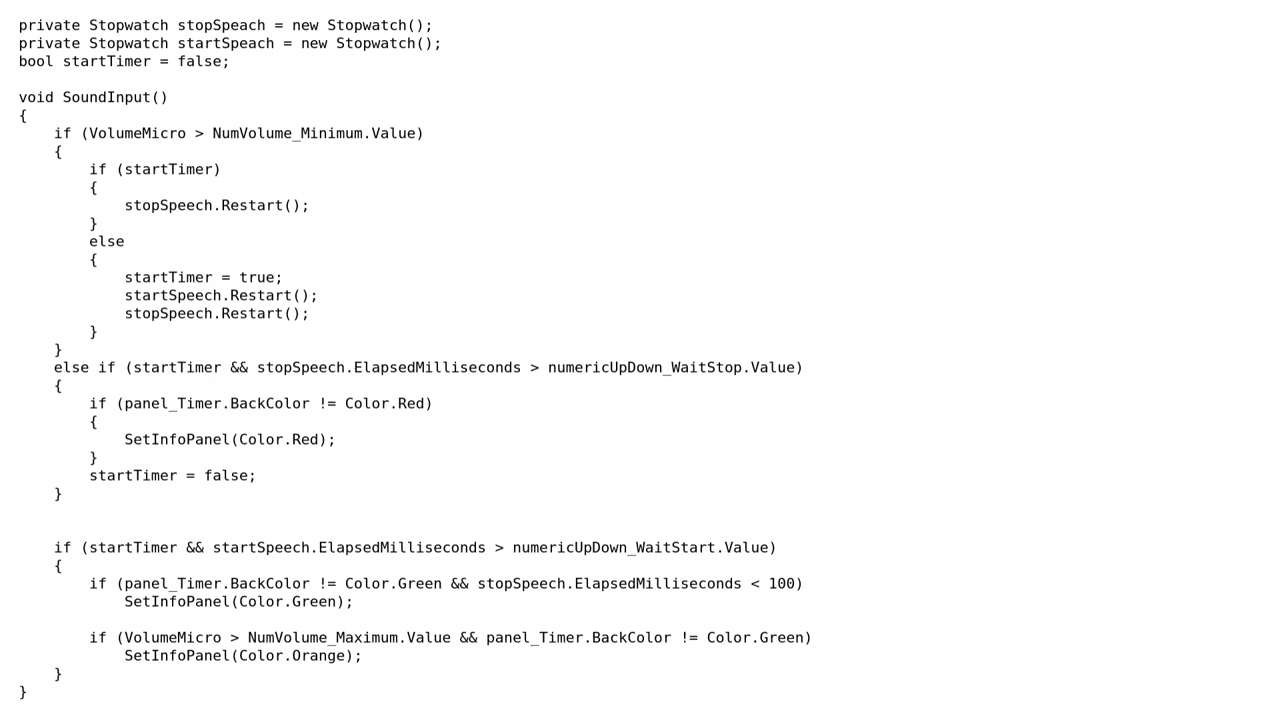 private Stopwatch stopSpeach = new Stopwatch();
private Stopwatch startSpeach = new Stopwatch();
bool startTimer = false;

void SoundInput()
{
    if (VolumeMicro > NumVolume_Minimum.Value)
    {
        if (startTimer)
        {
            stopSpeech.Restart();
        }
        else
        {
            startTimer = true;
            startSpeech.Restart();
            stopSpeech.Restart();
        }
    }
    else if (startTimer && stopSpeech.ElapsedMilliseconds > numericUpDown_WaitStop.Value)
    {
        if (panel_Timer.BackColor != Color.Red)
        {
            SetInfoPanel(Color.Red);
        }
        startTimer = false;
    }


    if (startTimer && startSpeech.ElapsedMilliseconds > numericUpDown_WaitStart.Value)
    {
        if (panel_Timer.BackColor != Color.Green && stopSpeech.ElapsedMilliseconds < 100)
            SetInfoPanel(Color.Green);

        if (VolumeMicro > NumVolume_Maximum.Value && panel_Timer.BackColor != Color.Green)
            SetInfoPanel(Color.Orange);
    }
}